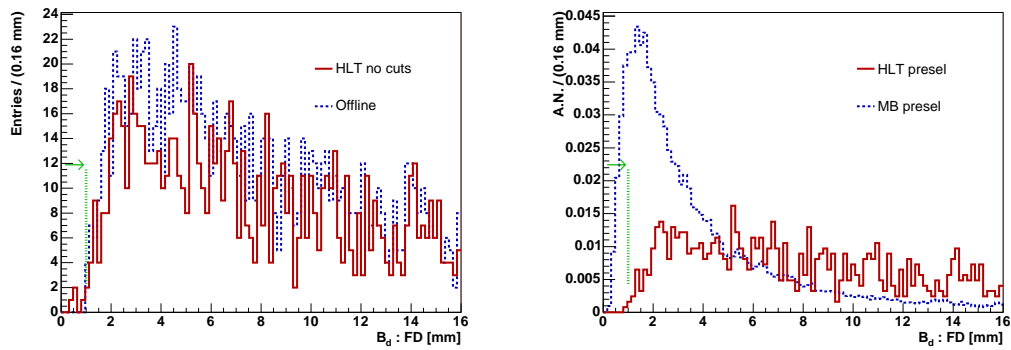 Entries / (0.16 mm)
24
22
20
18
16
14
12
10
8
6
4
2
0
0 2 4 6 8 10 12 14 16
B_d : FD [mm]
HLT no cuts
Offline
A.N. / (0.16 mm)
0.045
0.04
0.035
0.03
0.025
0.02
0.015
0.01
0.005
0
0 2 4 6 8 10 12 14 16
B_d : FD [mm]
HLT presel
MB presel